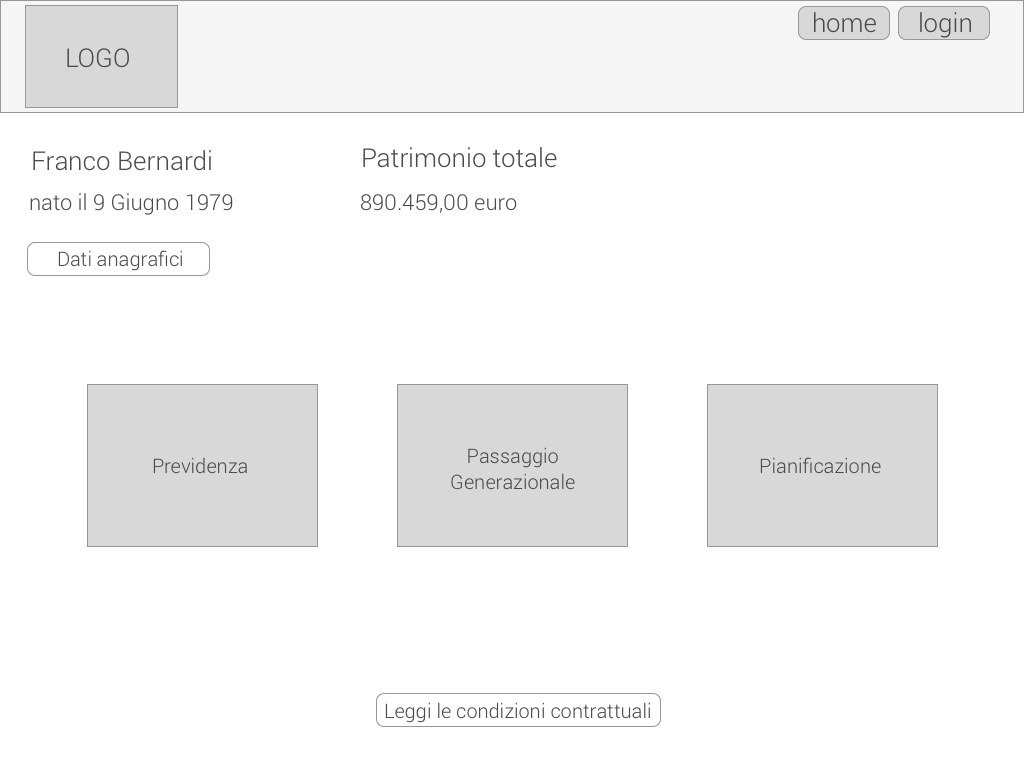 LOGO
home
login
Franco Bernardi
Patrimonio totale
nato il 9 Giugno 1979
890.459,00 euro
Dati anagrafici
Previdenza
Passaggio
Generazionale
Pianificazione
Leggi le condizioni contrattuali